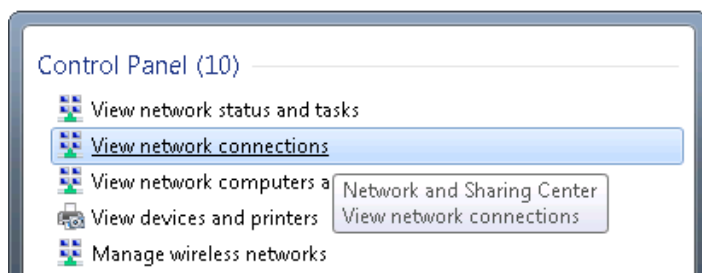 Control Panel (10)
View network status and tasks
View network connections
View network computers a
Network and Sharing Center
View network connections
View devices and printers
Manage wireless networks